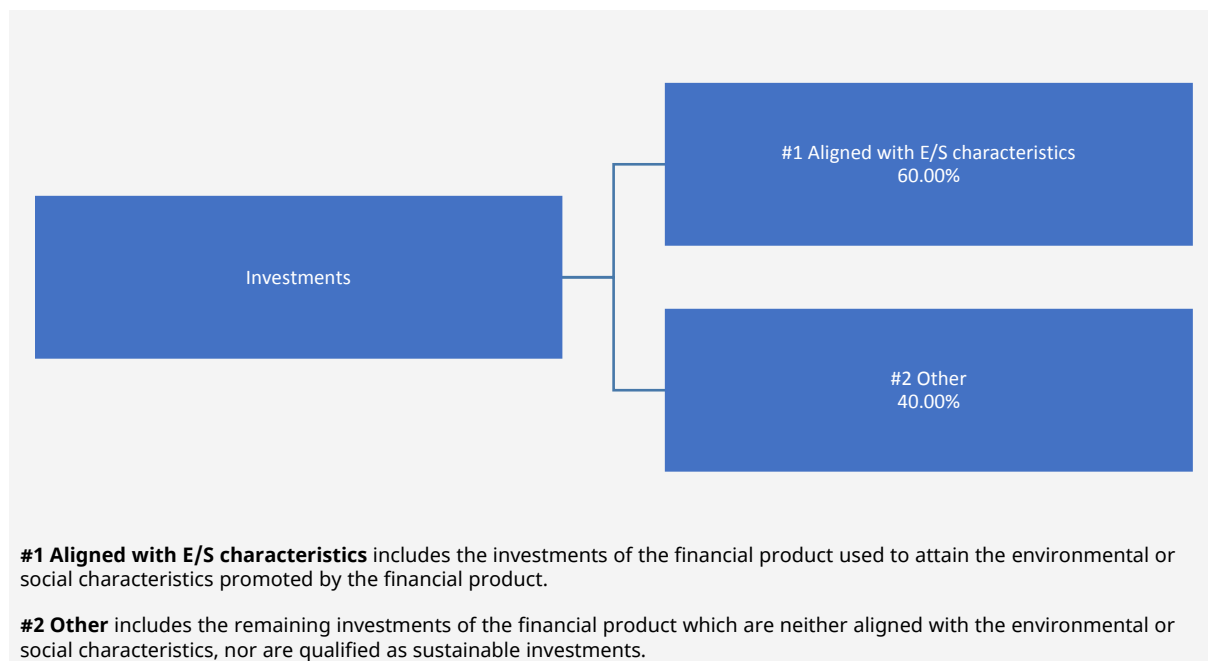 #1 Aligned with E/S characteristics
60.00%
Investments
#2 Other
40.00%
#1 Aligned with E/S characteristics includes the investments of the financial product used to attain the environmental or
social characteristics promoted by the financial product.
#2 Other includes the remaining investments of the financial product which are neither aligned with the environmental or
social characteristics, nor are qualified as sustainable investments.